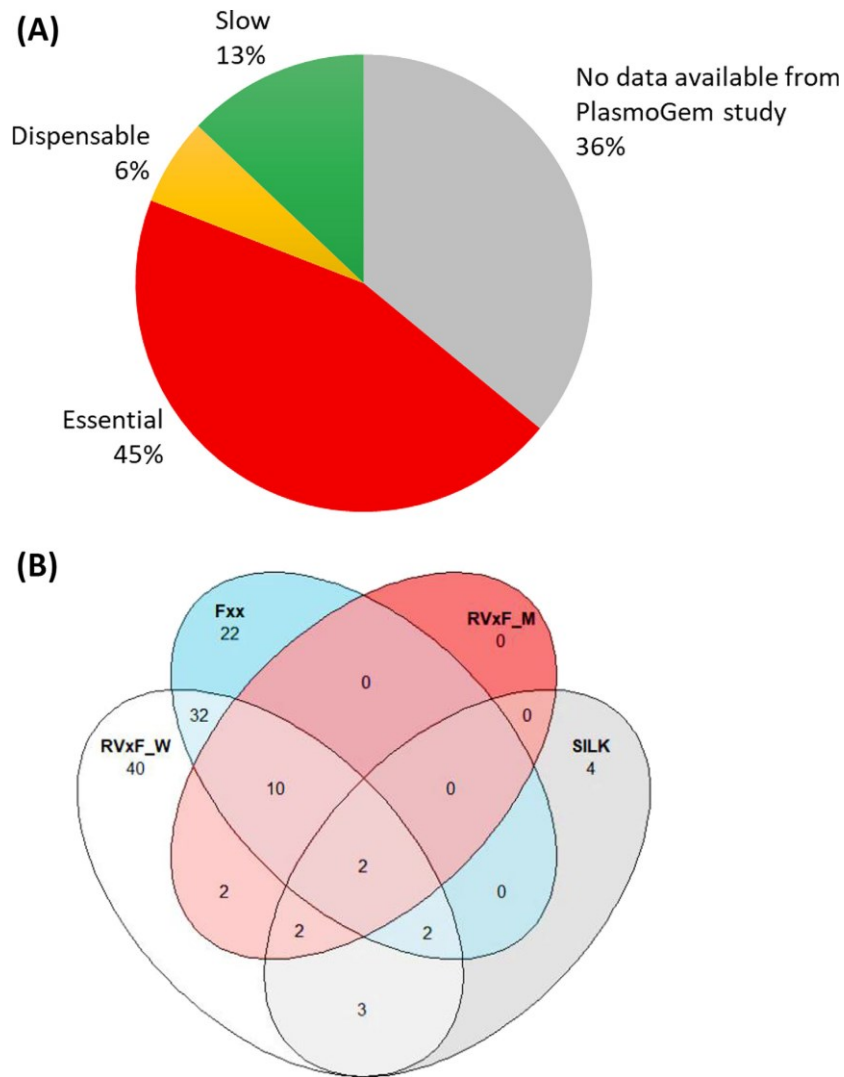 (A)
Slow
13%
No data available from
PlasmoGem study
36%
Dispensable
6%
Essential
45%
(B)
Fxx
22
RVxF_M
0
0
32
0
RVxF_W
40
SILK
4
10
0
2
2
0
2
2
3